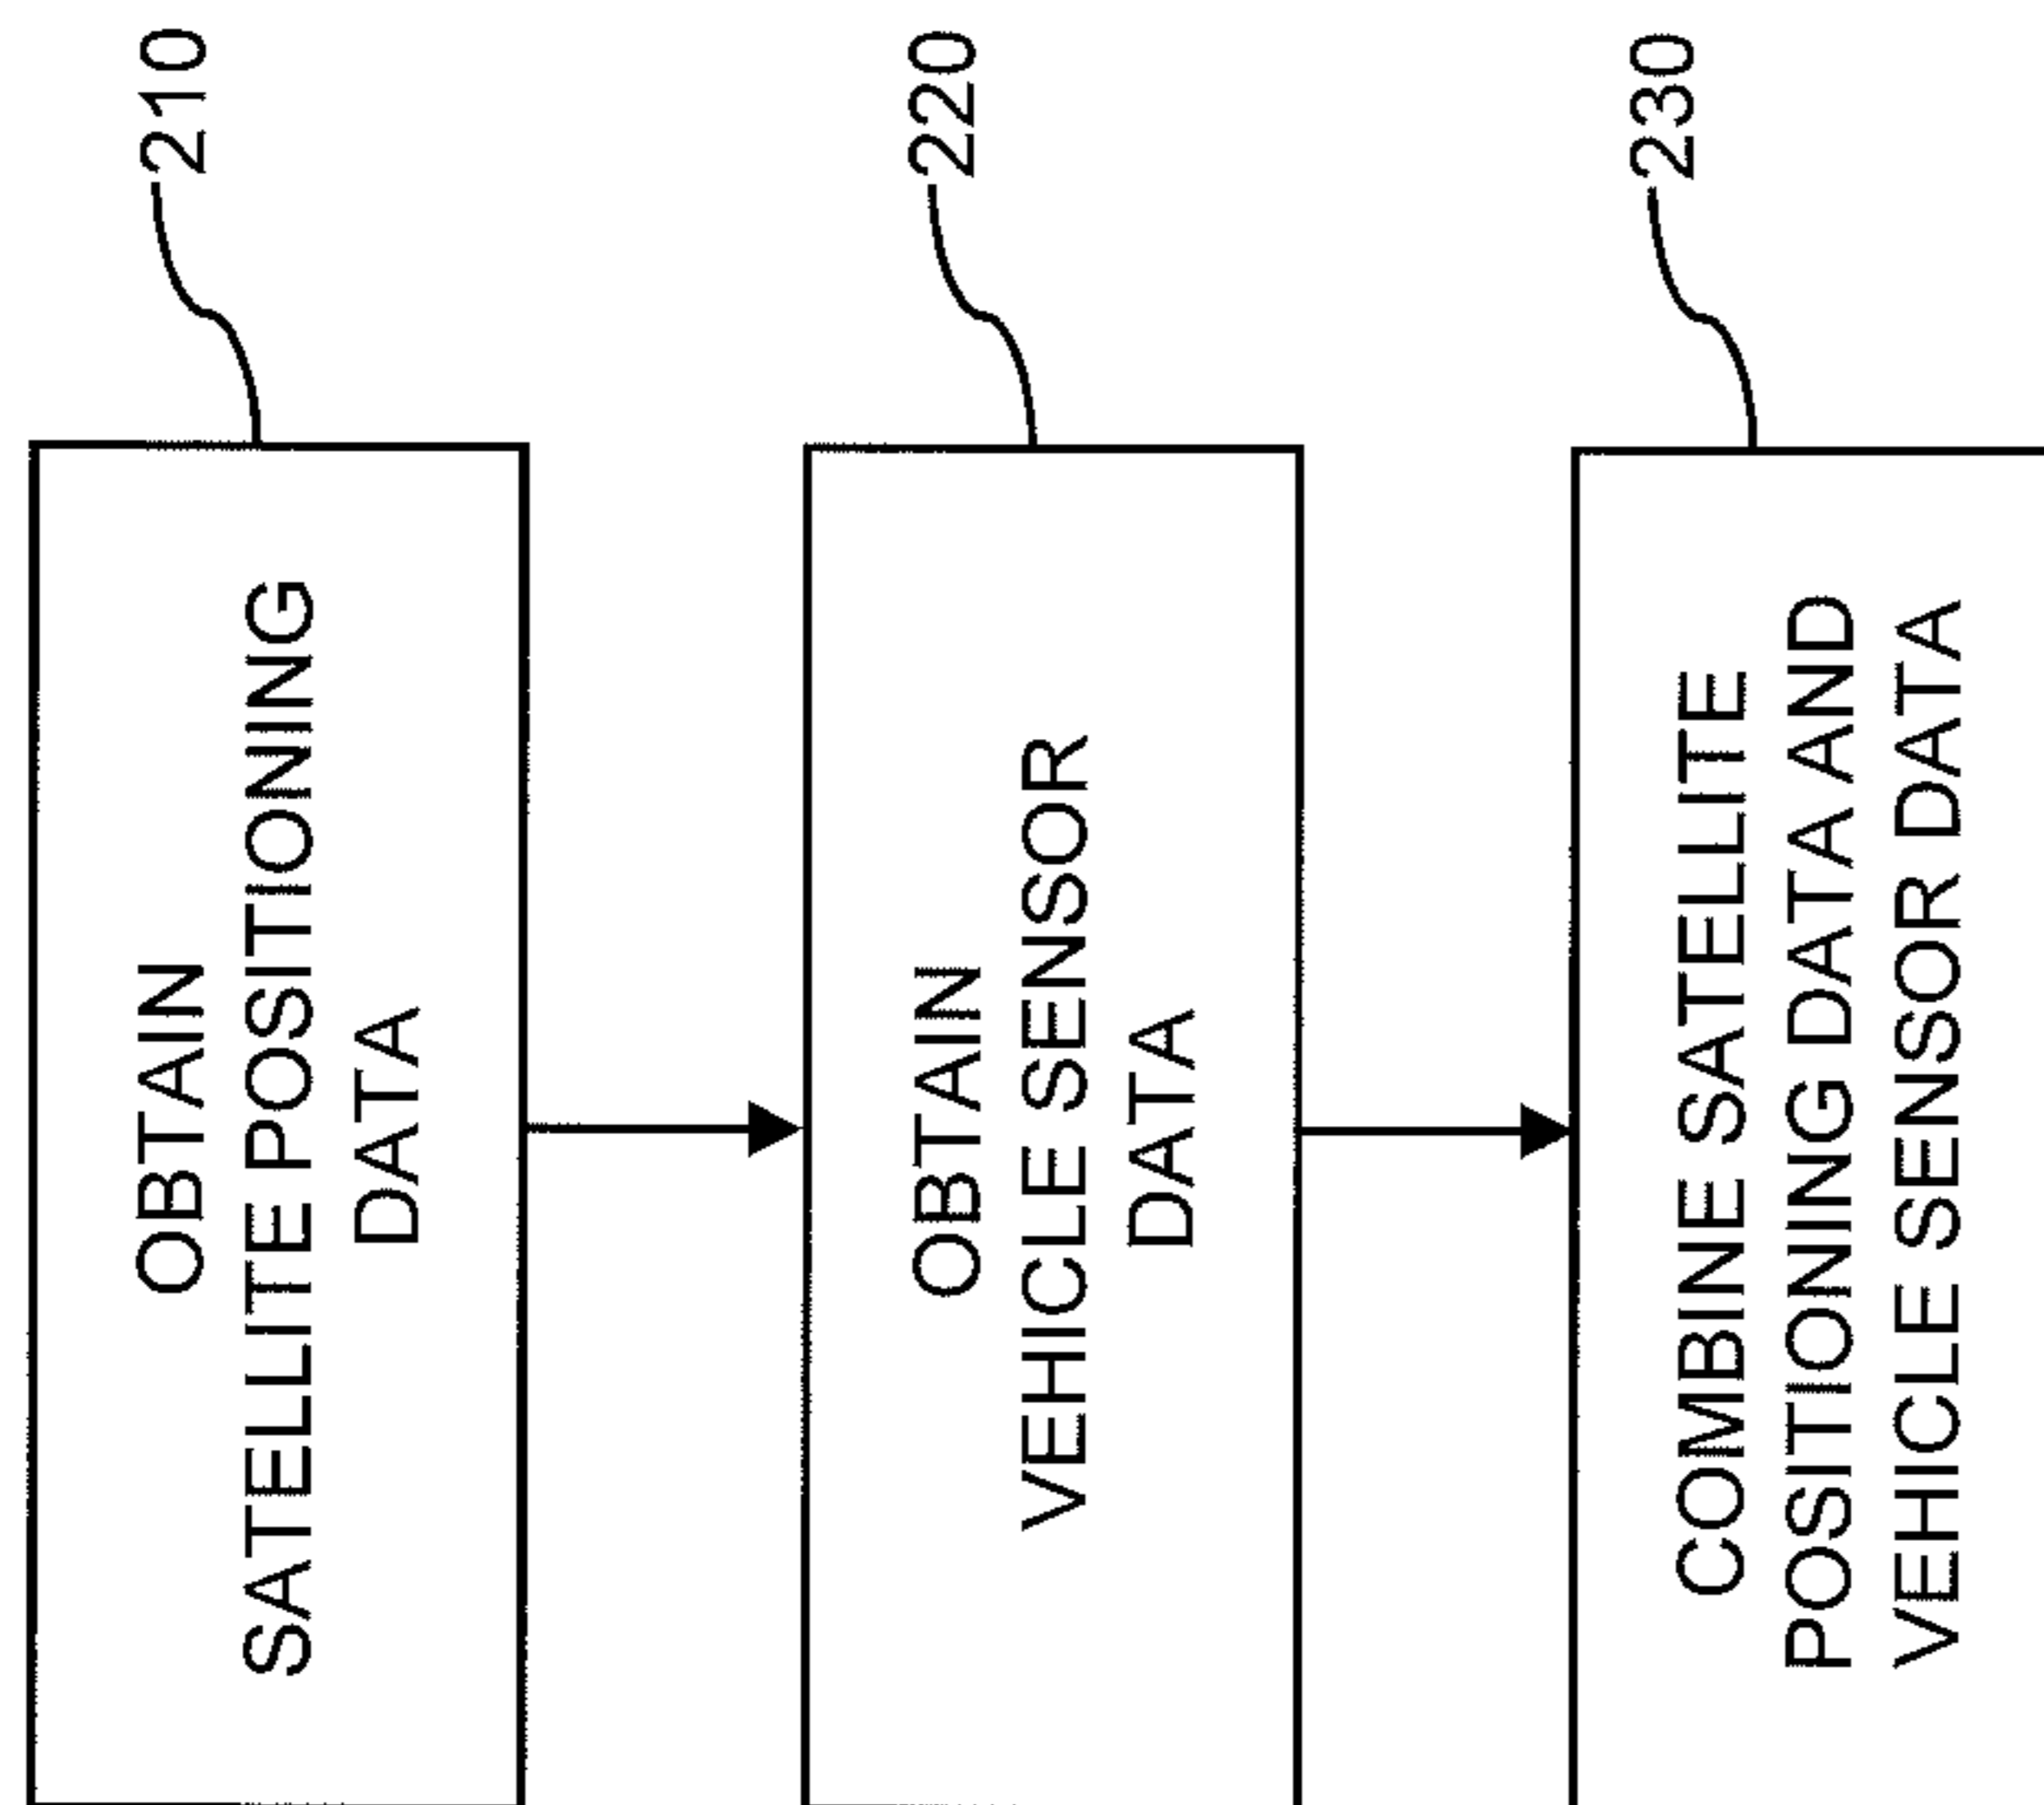 210
OBTAIN
SATELLITE POSITIONING
DATA
220
OBTAIN
VEHICLE SENSOR
DATA
230
COMBINE SATELLITE
POSITIONING DATA AND
VEHICLE SENSOR DATA